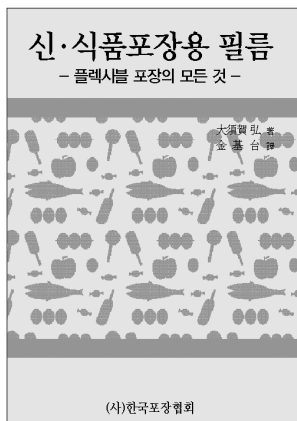 신·식품포장용 필름
– 플렉시블 포장의 모든 것 –
大須賀 弘 著
金 基 台 譯
(사)한국포장협회